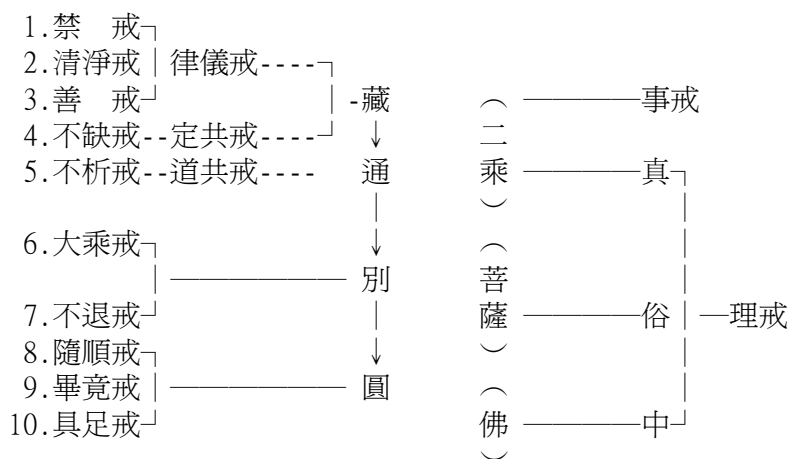 1.禁　戒┐
2.清淨戒│律儀戒----┐
3.善　戒┘　　　　　│-藏　　　︵ —————事戒
4.不缺戒--定共戒----┘　↓　　　二
5.不析戒--道共戒----　通　　　乘 —————真┐
｜　　　︶　　　　　　｜
6.大乘戒┐　　　　　　　↓　　　︵　　　　　　｜
｜—————— 別　　　菩　　　　　　｜
7.不退戒┘　　　　　　　｜　　　薩 —————俗｜—理戒
8.隨順戒┐　　　　　　　↓　　　︶　　　　　　｜
9.畢竟戒｜—————— 圓　　　︵　　　　　　｜
10.具足戒┘　　　　　　　　　　　佛 —————中┘
︶